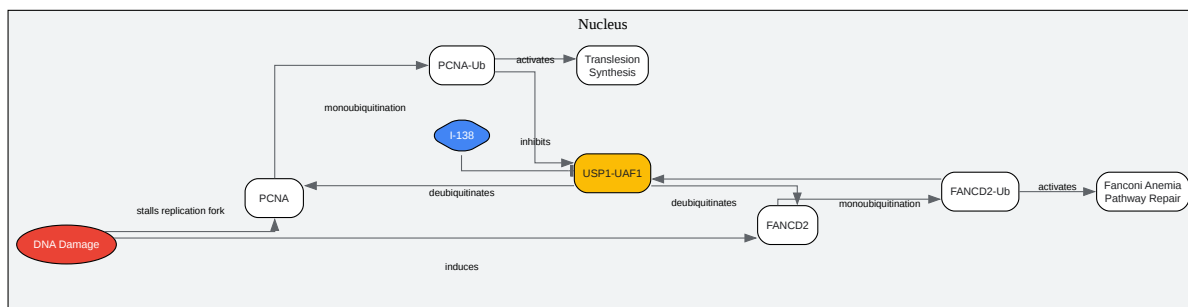 Nucleus
PCNA-Ub
activates
Translesion
Synthesis
monoubiquitination
I-138
inhibits
USP1-UAF1
PCNA
deubiquitinates
deubiquitinates
FANCD2-Ub
activates
Fanconi Anemia
Pathway Repair
monoubiquitination
stalls replication fork
FANCD2
DNA Damage
induces